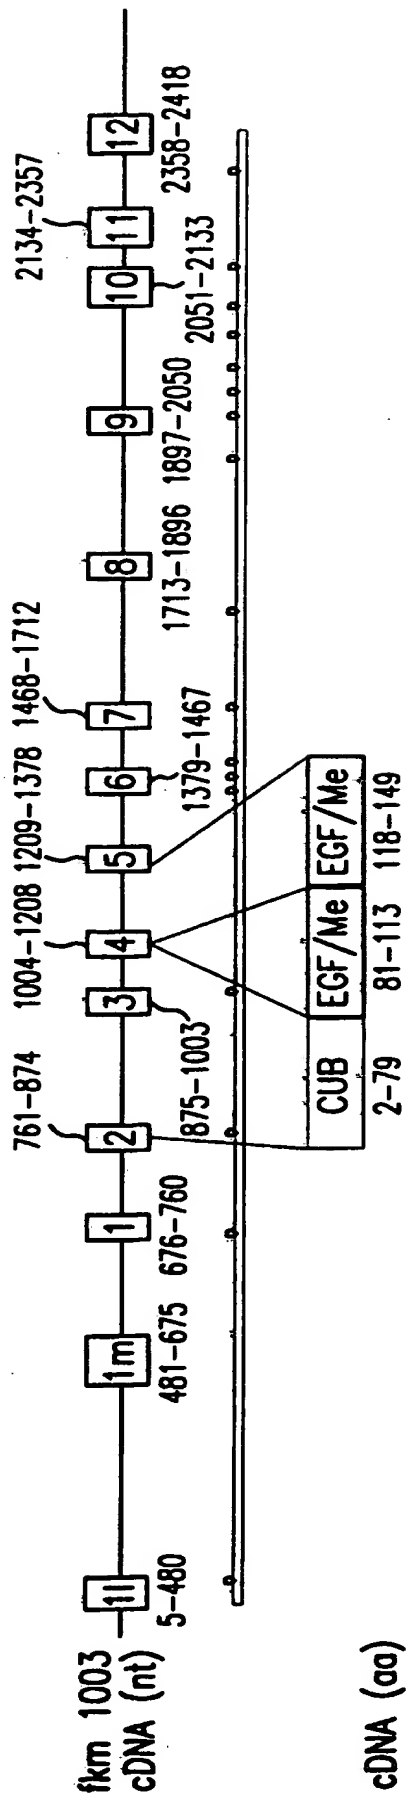 761-874 1004-1208 1209-1378 1468-1712 2134-2357
fkm 1003 1l 1m 1 2 3 4 5 6 7 8 9 10 11 12
cDNA (nt)
5-480 481-675 676-760 875-1003 1379-1467 1713-1896 1897-2050 2051-2133 2358-2418
CUB EGF/Me EGF/Me
cDNA (aa) 2-79 81-113 118-149